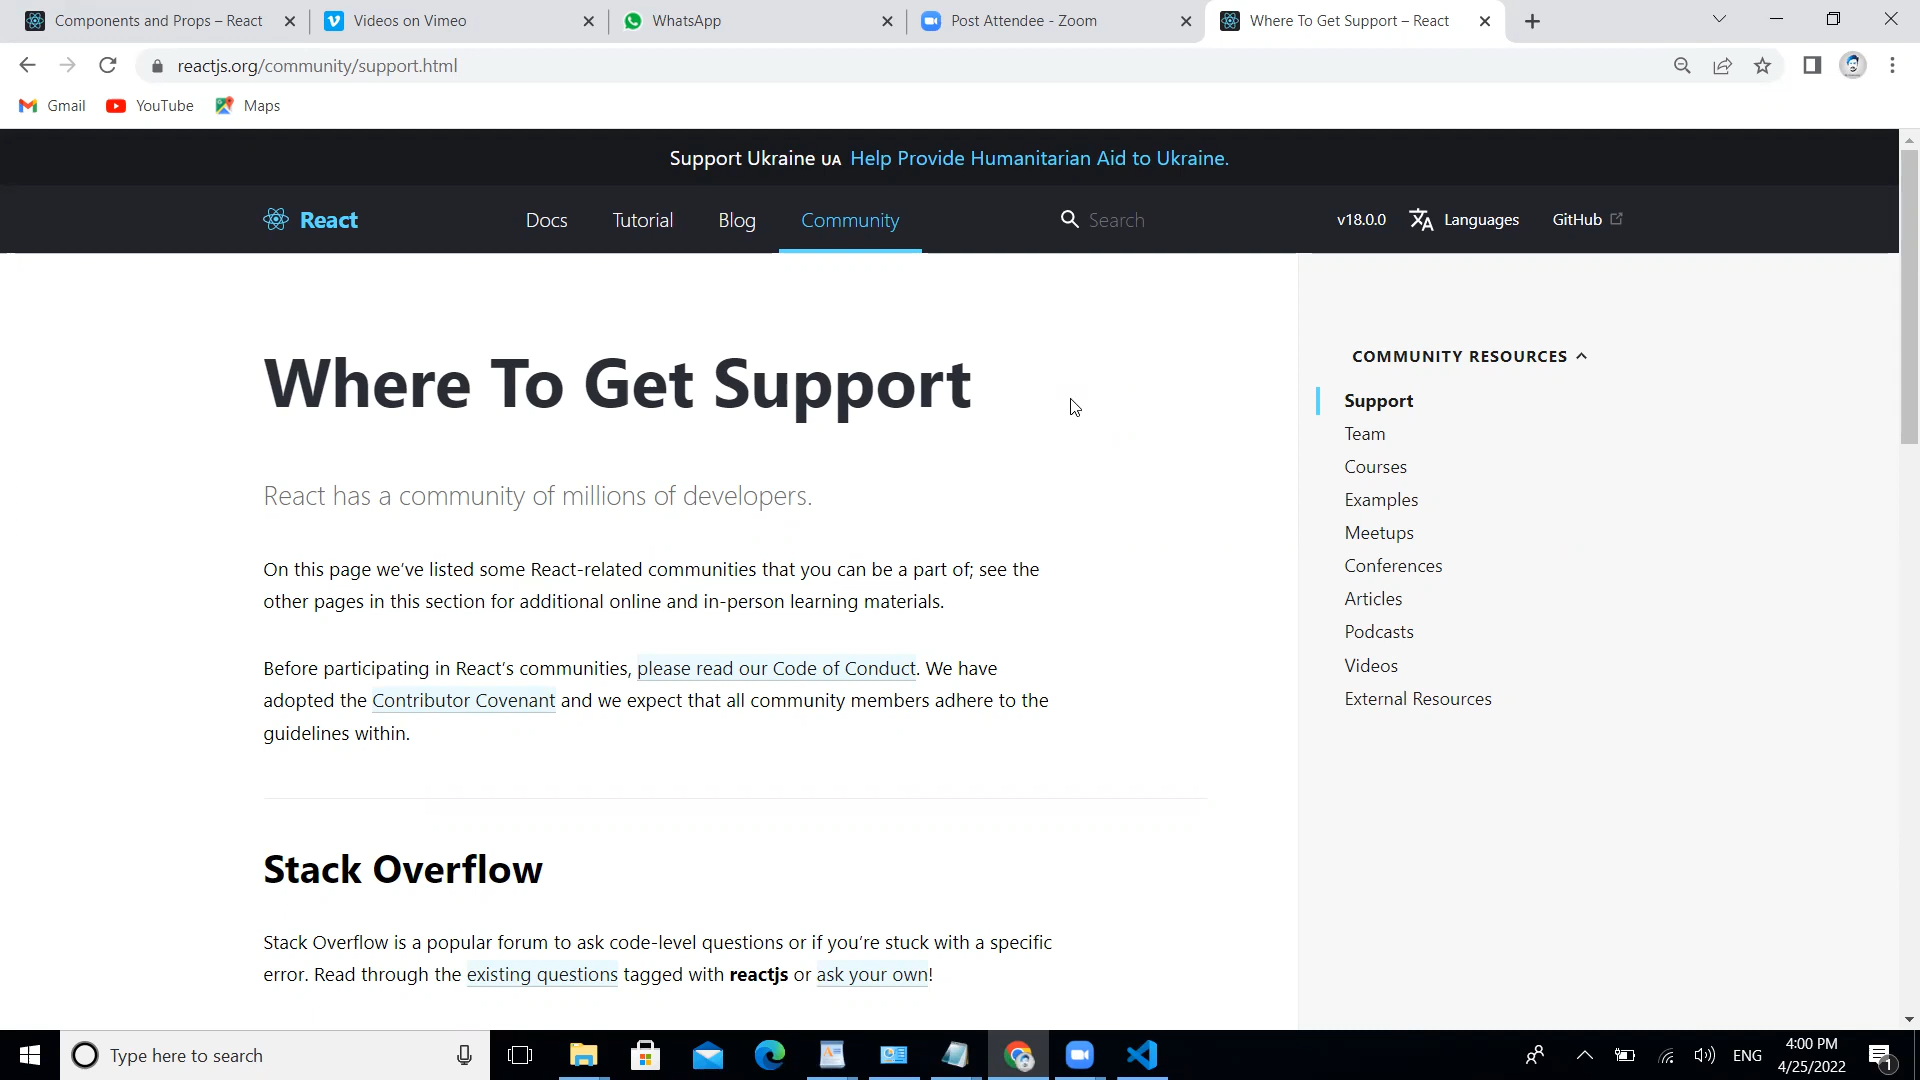 Components and Props – React
Videos on Vimeo
WhatsApp
Post Attendee - Zoom
Where To Get Support – React
reactjs.org/community/support.html
Gmail
YouTube
Maps
Support Ukraine UA Help Provide Humanitarian Aid to Ukraine.
React
Docs
Tutorial
Blog
Community
Search
v18.0.0
Languages
GitHub
Where To Get Support
React has a community of millions of developers.
On this page we’ve listed some React-related communities that you can be a part of; see the
other pages in this section for additional online and in-person learning materials.
Before participating in React’s communities, please read our Code of Conduct. We have
adopted the Contributor Covenant and we expect that all community members adhere to the
guidelines within.
Stack Overflow
Stack Overflow is a popular forum to ask code-level questions or if you’re stuck with a specific
error. Read through the existing questions tagged with reactjs or ask your own!
COMMUNITY RESOURCES
Support
Team
Courses
Examples
Meetups
Conferences
Articles
Podcasts
Videos
External Resources
Type here to search
ENG
4:00 PM
4/25/2022
1